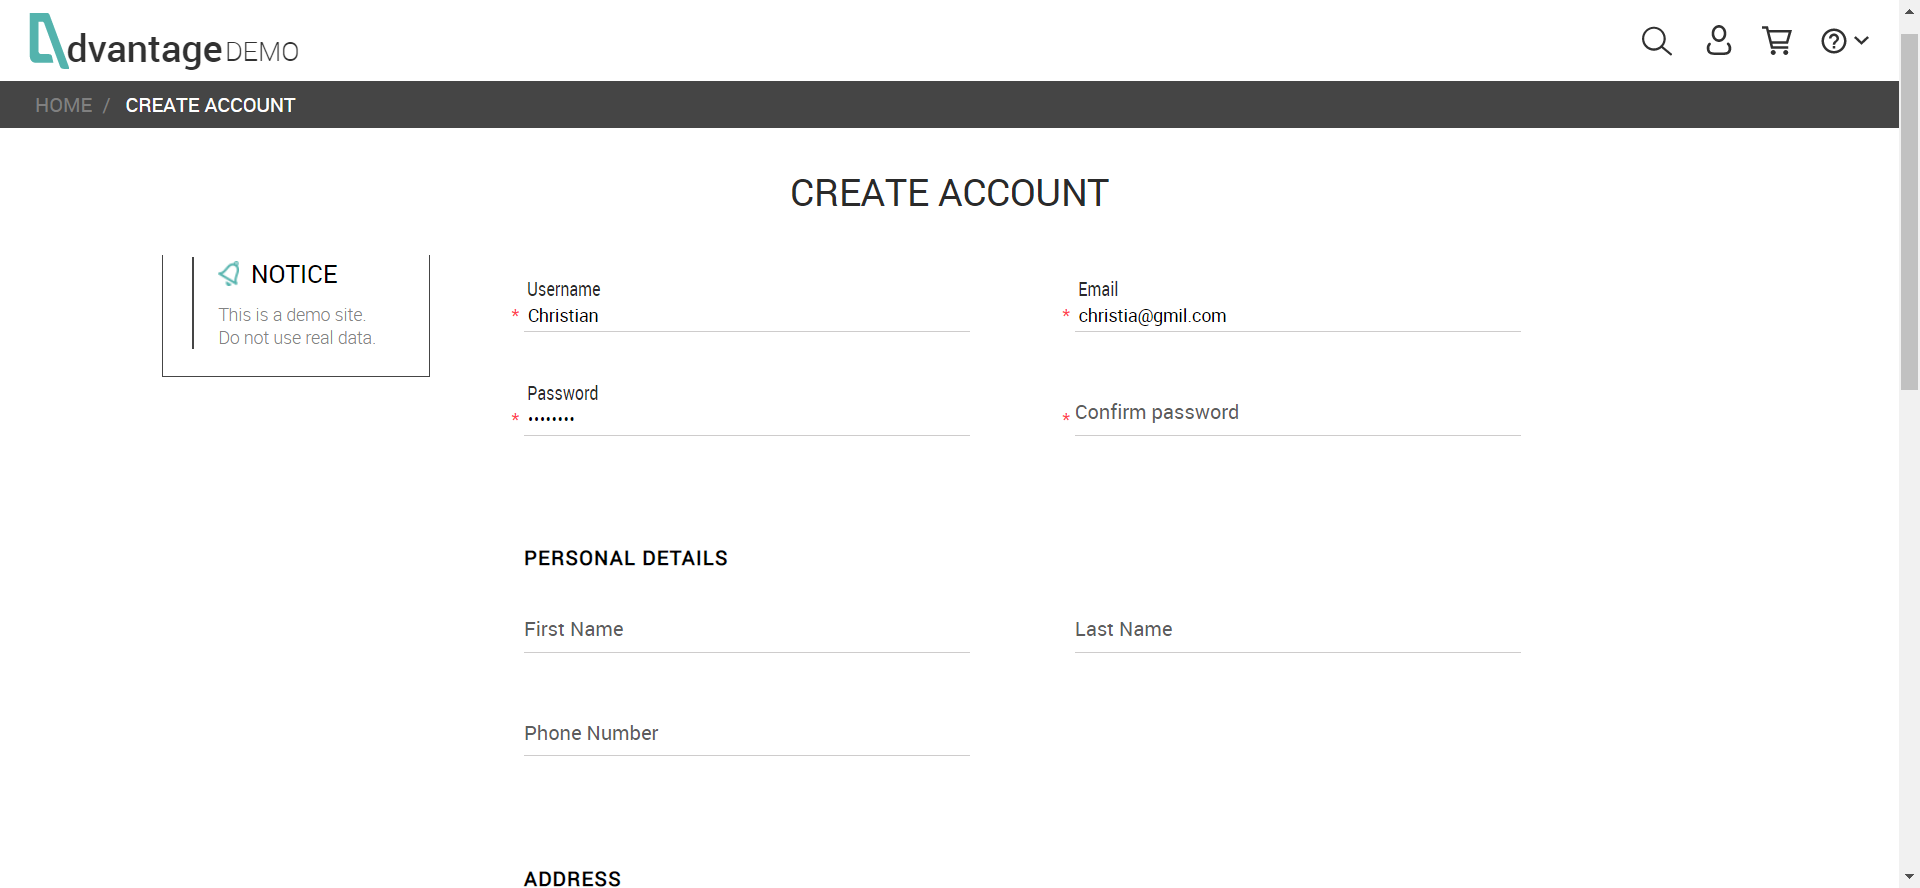 dvantage DEMO
HOME / CREATE ACCOUNT
CREATE ACCOUNT
NOTICE
This is a demo site.
Do not use real data.
Username
* Christian
Email
* christia@gmil.com
Password
* ••••••••
* Confirm password
PERSONAL DETAILS
First Name
Last Name
Phone Number
ADDRESS